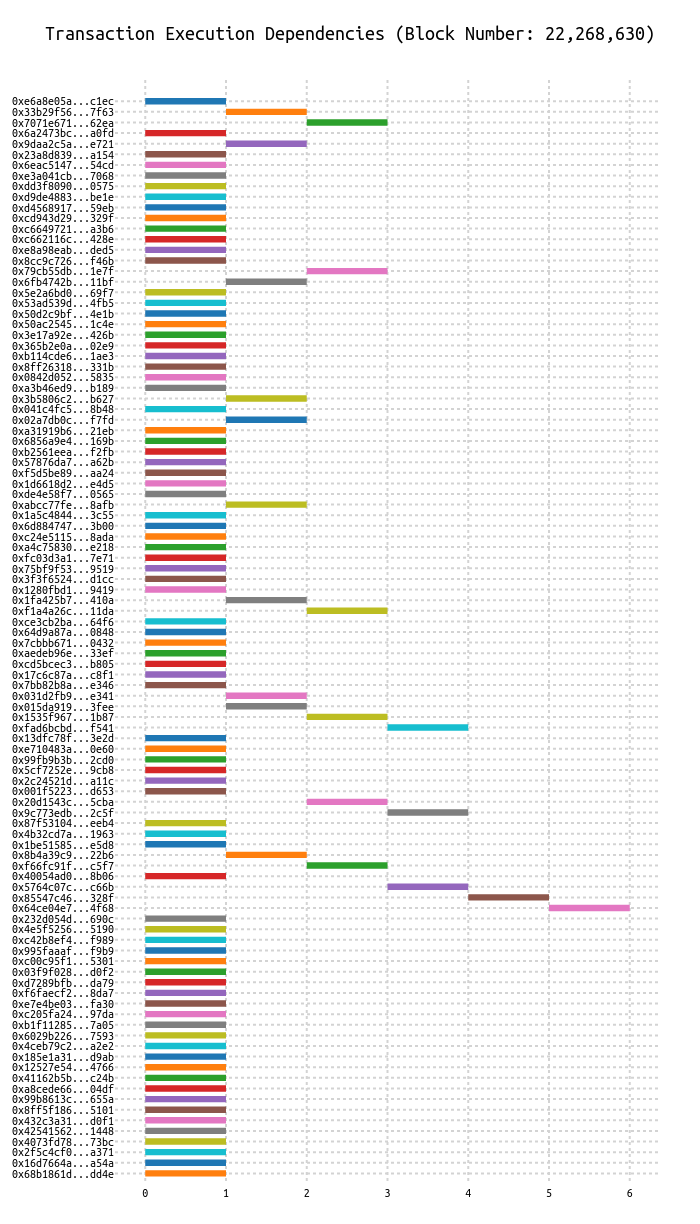 Transaction Execution Dependencies (Block Number: 22,268,630)
0xe6a8e05a...c1ec
0x33b29f56...7f63
0x7071e671...62ea
0x6a2473bc...a0fd
0x9daa2c5a...e721
0x23a8d839...a154
0x6eac5147...54cd
0xe3a041cb...7068
0xdd3f8090...0575
0xd9de4883...be1e
0xd4568917...59eb
0xcd943d29...329f
0xc6649721...a3b6
0xc662116c...428e
0xe8a98eab...ded5
0x8cc9c726...f46b
0x79cb55db...1e7f
0x6fb4742b...11bf
0x5e2a6bd0...69f7
0x53ad539d...4fb5
0x50d2c9bf...4e1b
0x50ac2545...1c4e
0x3e17a92e...426b
0x365b2e0a...02e9
0xb114cde6...1ae3
0x8ff26318...331b
0x0842d052...5835
0xa3b46ed9...b189
0x3b5806c2...b627
0x041c4fc5...8b48
0x02a7db0c...f7fd
0xa31919b6...21eb
0x6856a9e4...169b
0xb2561eea...f2fb
0x57876da7...a62b
0xf5d5be89...aa24
0x1d6618d2...e4d5
0xde4e58f7...0565
0xabcc77fe...8afb
0x1a5c4844...3c55
0x6d884747...3b00
0xc24e5115...8ada
0xa4c75830...e218
0xfc03d3a1...7e71
0x75bf9f53...9519
0x3f3f6524...d1cc
0x1280fbd1...9419
0x1fa425b7...410a
0xf1a4a26c...11da
0xce3cb2ba...64f6
0x64d9a87a...0848
0x7cbbb671...0432
0xaedeb96e...33ef
0xcd5bcec3...b805
0x17c6c87a...c8f1
0x7bb82b8a...e346
0x031d2fb9...e341
0x015da919...3fee
0x1535f967...1b87
0xfad6bcbd...f541
0x13dfc78f...3e2d
0xe710483a...0e60
0x99fb9b3b...2cd0
0x5cf7252e...9cb8
0x2c24521d...a11c
0x001f5223...d653
0x20d1543c...5cba
0x9c773edb...2c5f
0x87f53104...eeb4
0x4b32cd7a...1963
0x1be51585...e5d8
0x8b4a39c9...22b6
0xf66fc91f...c5f7
0x40054ad0...8b06
0x5764c07c...c66b
0x85547c46...328f
0x64ce04e7...4f68
0x232d054d...690c
0x4e5f5256...5190
0xc42b8ef4...f989
0x995faaaf...f9b9
0xc00c95f1...5301
0x03f9f028...d0f2
0xd7289bfb...da79
0xf6faecf2...8da7
0xe7e4be03...fa30
0xc205fa24...97da
0xb1f11285...7a05
0x6029b226...7593
0x4ceb79c2...a2e2
0x185e1a31...d9ab
0x12527e54...4766
0x41162b5b...c24b
0xa8cede66...04df
0x99b8613c...655a
0x8ff5f186...5101
0x432c3a31...d0f1
0x42541562...1448
0x4073fd78...73bc
0x2f5c4cf0...a371
0x16d7664a...a54a
0x68b1861d...dd4e
0 1 2 3 4 5 6